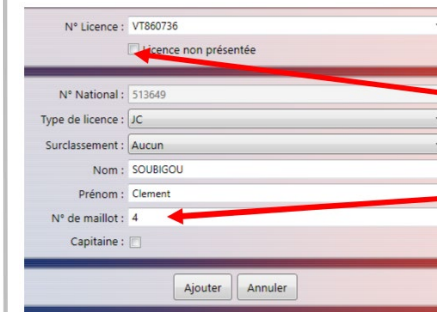 N° Licence : VT860736
Licence non présentée
N° National : 513649
Type de licence : JC
Surclassement : Aucun
Nom : SOUBIGOU
Prénom : Clement
N° de maillot : 4
Capitaine :
Ajouter Annuler